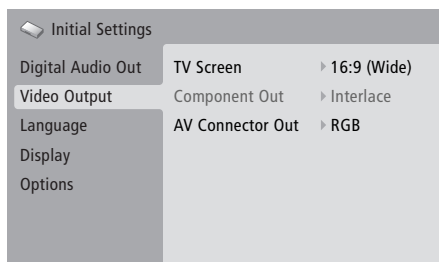 Initial Settings
Digital Audio Out
Video Output
Language
Display
Options
TV Screen 16:9 (Wide)
Component Out Interlace
AV Connector Out RGB